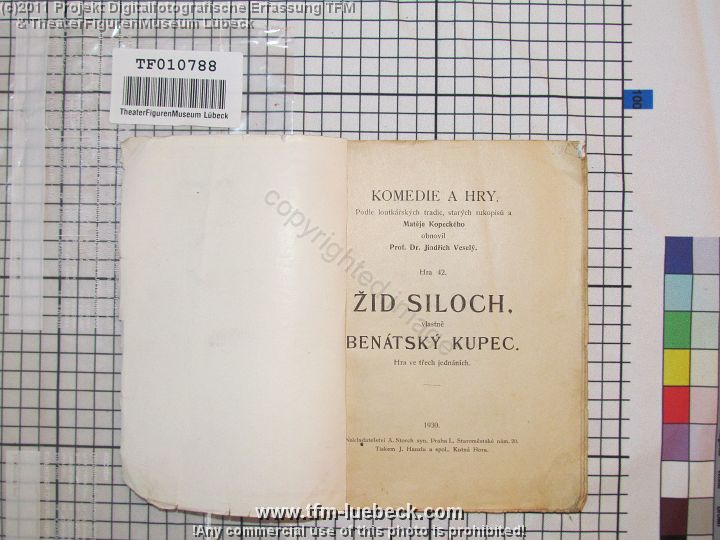 (c)2011 Projekt Digitalfotografische Erfassung TFM
& TheaterFigurenMuseum Lübeck
TF010788
TheaterFigurenMuseum Lübeck
100
KOMEDIE A HRY.
Podle loutkářských tradic, starých rukopisů a
Matěje Kopeckého
obnovil
Prof. Dr. Jindřich Veselý.
Hra 42.
ŽID SILOCH.
vlastně
BENÁTSKÝ KUPEC.
Hra ve třech jednáních.
1930.
Nakladatelství A. Storch syn, Praha I., Staroměstské nám. 20.
Tiskem J. Hanzla a spol., Kutná Hora.
copyrighted image
www.tfm-luebeck.com
!Any commercial use of this photo is prohibited!